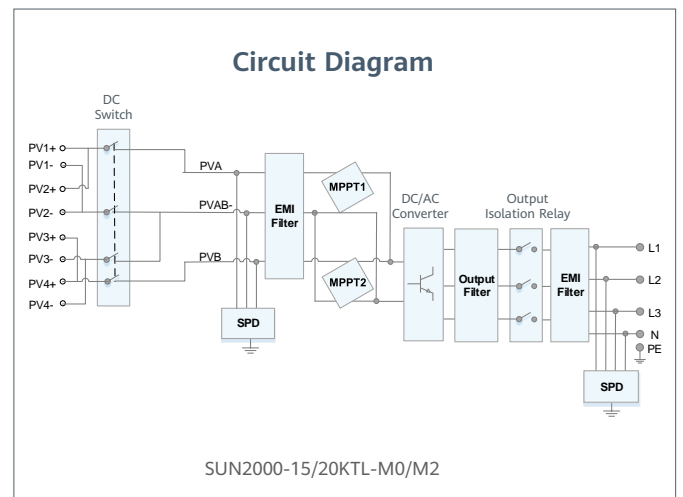 Circuit Diagram
DC
Switch
PV1+
PV1-
PV2+
PV2-
PV3+
PV3-
PV4+
PV4-
PVA
PVAB-
PVB
EMI
Filter
SPD
MPPT1
MPPT2
DC/AC
Converter
Output
Filter
Output
Isolation Relay
EMI
Filter
L1
L2
L3
N
PE
SPD
SUN2000-15/20KTL-M0/M2